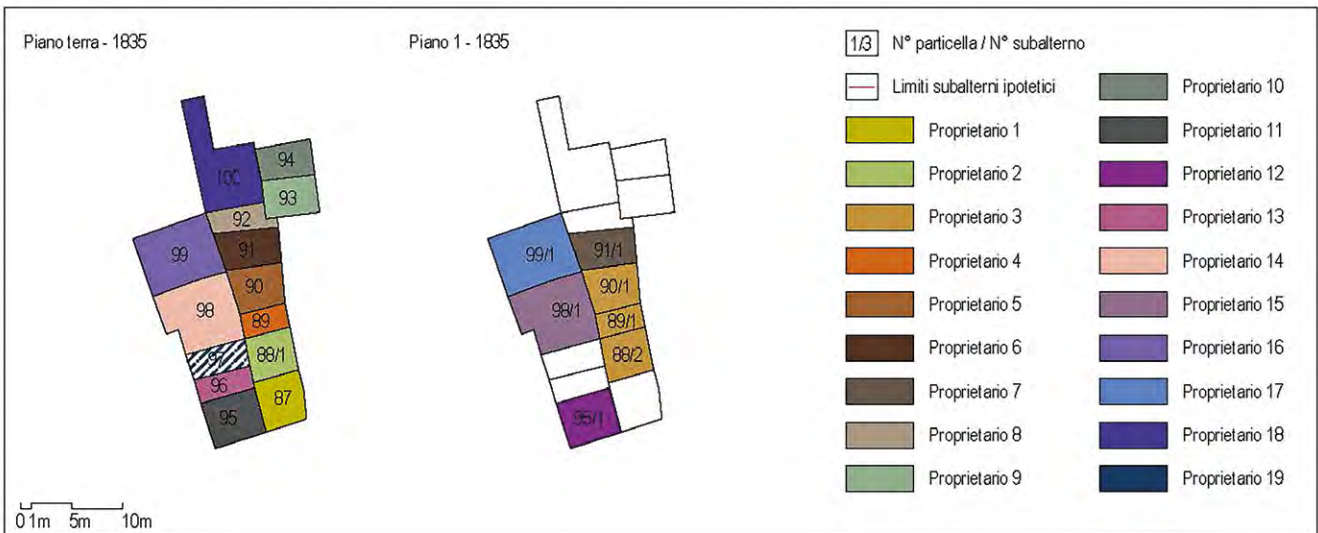 Piano terra - 1835
100
94
93
92
99
91
90
98
89
97
88/1
96
87
95
0 1m 5m 10m
Piano 1 - 1835
99/1
91/1
90/1
98/1
89/1
88/2
95/1
1/3 N° particella / N° subalterno
Limiti subalterni ipotetici
Proprietario 1
Proprietario 2
Proprietario 3
Proprietario 4
Proprietario 5
Proprietario 6
Proprietario 7
Proprietario 8
Proprietario 9
Proprietario 10
Proprietario 11
Proprietario 12
Proprietario 13
Proprietario 14
Proprietario 15
Proprietario 16
Proprietario 17
Proprietario 18
Proprietario 19